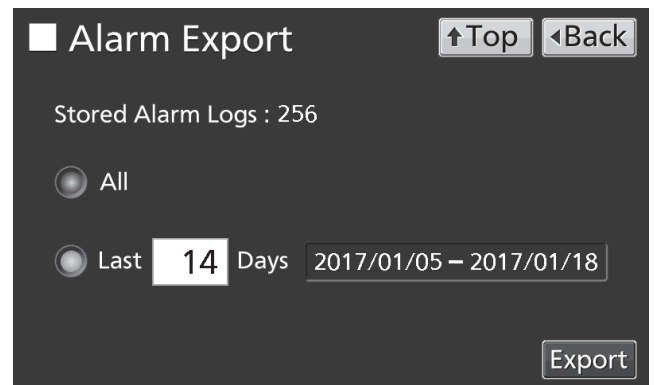 Alarm Export
Top
Back
Stored Alarm Logs : 256
All
Last 14 Days 2017/01/05 – 2017/01/18
Export